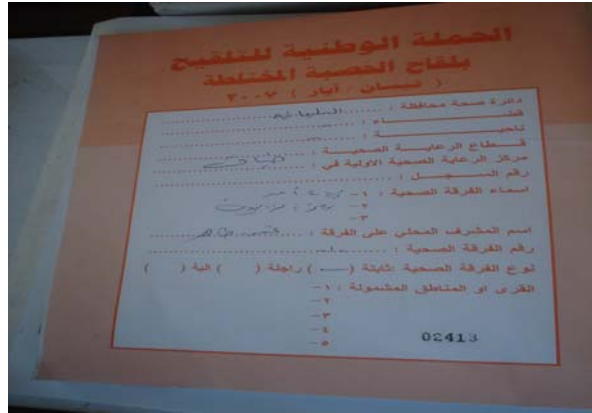 الحملة الوطنية للتلقيح
بلقاح الحصبة المختلطة
( نيسان / آيار ) ٢٠٠٧
دائرة صحة محافظة : السليمانية
قضاء :
ناحية :
قطاع الرعاية الصحية :
مركز الرعاية الصحية الاولية في :
رقم السجل :
اسماء الفرقة الصحية : ١-
٢-
٣-
اسم المشرف المحلي على الفرقة :
رقم الفرقة الصحية :
نوع الفرقة الصحية :ثابتة ( ) راجلة ( ) الية ( )
القرى او المناطق المشمولة : ١-
٢-
٣-
٤-
٥-
02413